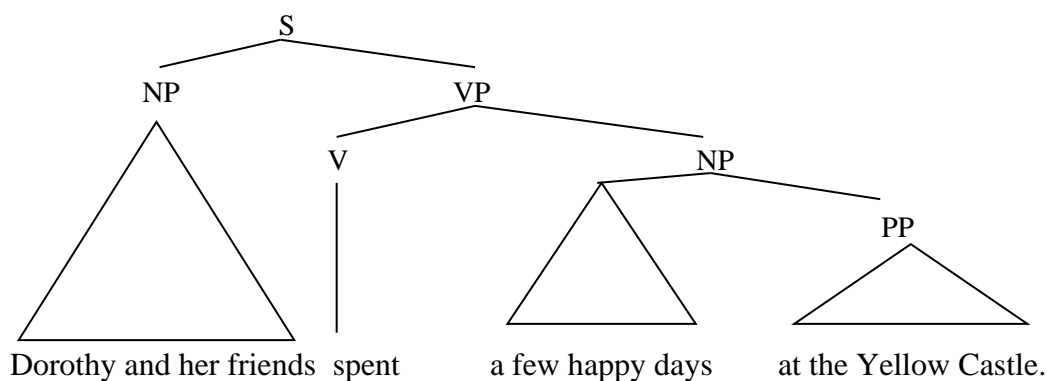 S
NP VP
V NP
PP
Dorothy and her friends spent a few happy days at the Yellow Castle.